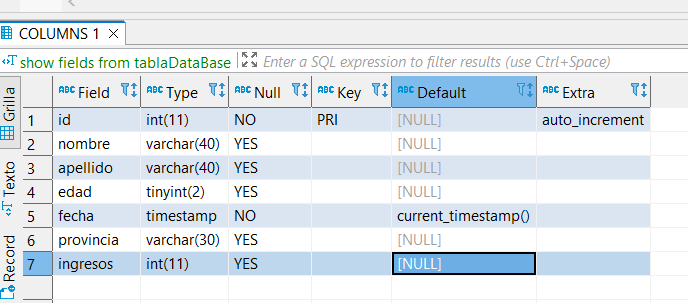 COLUMNS 1
show fields from tablaDataBase Enter a SQL expression to filter results (use Ctrl+Space)
Grilla
Texto
Record
ABC Field ABC Type ABC Null ABC Key ABC Default ABC Extra
1 id int(11) NO PRI [NULL] auto_increment
2 nombre varchar(40) YES [NULL]
3 apellido varchar(40) YES [NULL]
4 edad tinyint(2) YES [NULL]
5 fecha timestamp NO current_timestamp()
6 provincia varchar(30) YES [NULL]
7 ingresos int(11) YES [NULL]